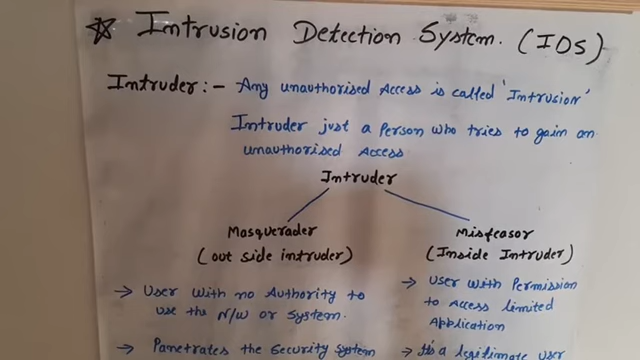 ☆ Intrusion Detection System. (IDS)
Intruder:- Any unauthorised Access is called 'Intrusion'
Intruder just a Person who tries to gain an
unauthorised Access
Intruder
Masquerader
(out side intruder)
→ User with no Authority to
use the N/W or System.
→ Panetrates the Security System
Misfeasor
(Inside Intruder)
→ User with Permission
to Access limited
Application
→ It's a legitimate user